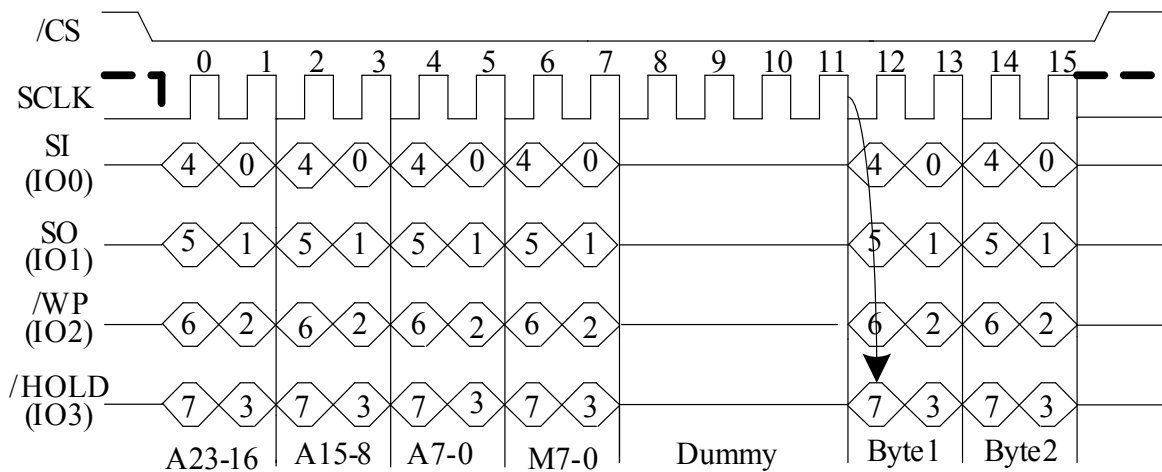 /CS
0 1 2 3 4 5 6 7 8 9 10 11 12 13 14 15
SCLK
SI
(IO0)
4 0 4 0 4 0 4 0 4 0 4 0
SO
(IO1)
5 1 5 1 5 1 5 1 5 1 5 1
/WP
(IO2)
6 2 6 2 6 2 6 2 6 2 6 2
/HOLD
(IO3)
7 3 7 3 7 3 7 3 7 3 7 3
A23-16 A15-8 A7-0 M7-0 Dummy Byte1 Byte2